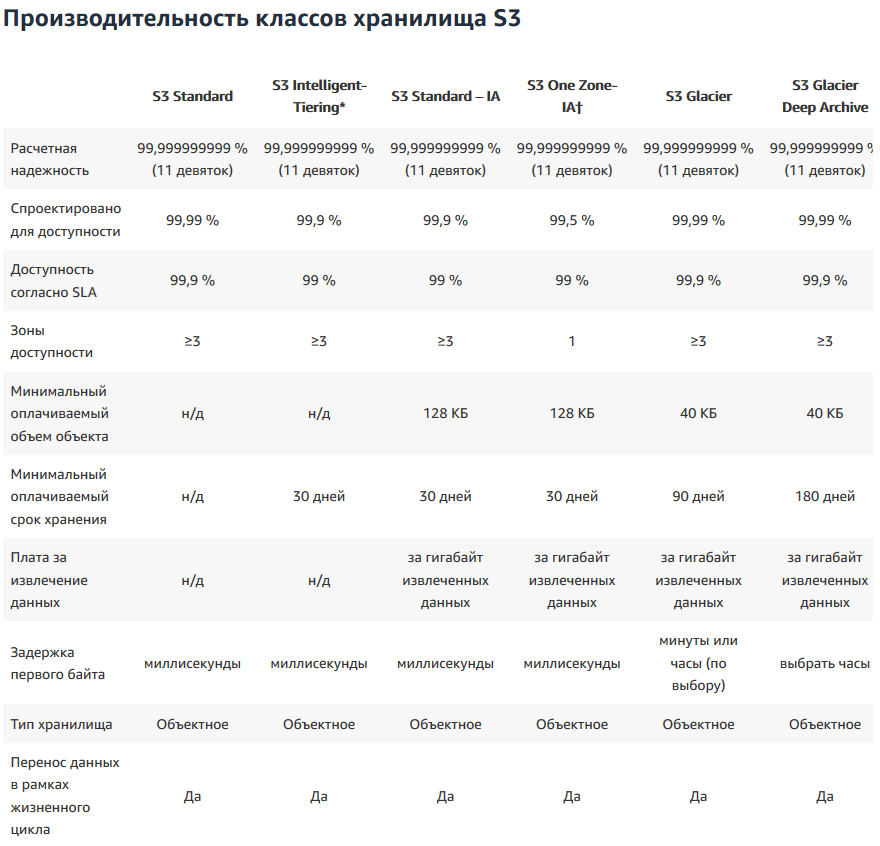 Производительность классов хранилища S3
S3 Standard
S3 Intelligent-
Tiering*
S3 Standard – IA
S3 One Zone-
IA†
S3 Glacier
S3 Glacier
Deep Archive
Расчетная
надежность
99,999999999 %
(11 девяток)
99,999999999 %
(11 девяток)
99,999999999 %
(11 девяток)
99,999999999 %
(11 девяток)
99,999999999 %
(11 девяток)
99,999999999 %
(11 девяток)
Спроектировано
для доступности
99,99 %
99,9 %
99,9 %
99,5 %
99,99 %
99,99 %
Доступность
согласно SLA
99,9 %
99 %
99 %
99 %
99,9 %
99,9 %
Зоны
доступности
≥3
≥3
≥3
1
≥3
≥3
Минимальный
оплачиваемый
объем объекта
н/д
н/д
128 КБ
128 КБ
40 КБ
40 КБ
Минимальный
оплачиваемый
срок хранения
н/д
30 дней
30 дней
30 дней
90 дней
180 дней
Плата за
извлечение
данных
н/д
н/д
за гигабайт
извлеченных
данных
за гигабайт
извлеченных
данных
за гигабайт
извлеченных
данных
за гигабайт
извлеченных
данных
Задержка
первого байта
миллисекунды
миллисекунды
миллисекунды
миллисекунды
минуты или
часы (по
выбору)
выбрать часы
Тип хранилища
Объектное
Объектное
Объектное
Объектное
Объектное
Объектное
Перенос данных
в рамках
жизненного
цикла
Да
Да
Да
Да
Да
Да